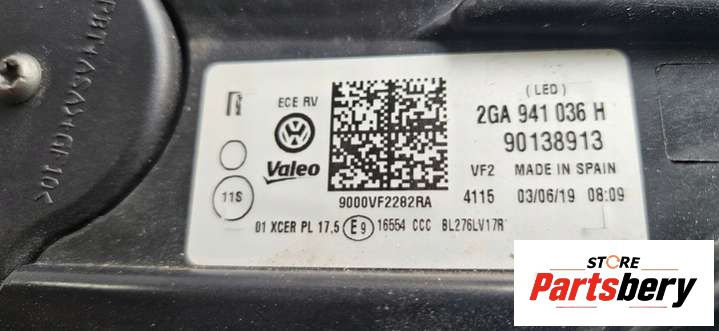 (LED)
ECE RV
2GA 941 036 H
90138913
Valeo
VF2 MADE IN SPAIN
11S
9000VF2282RA
4115 03/06/19 08:09
01 XCER PL 17.5 E9 16554 CCC BL276LV17R
STORE
Partsbery